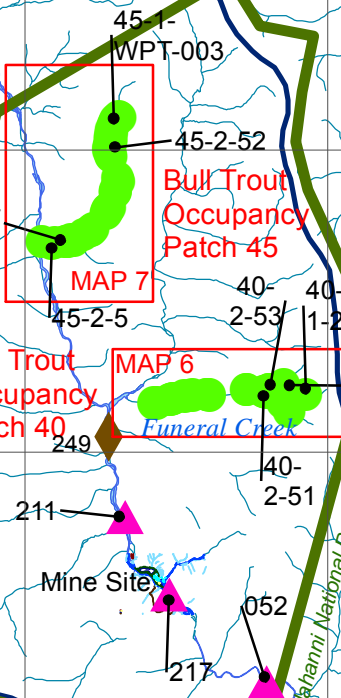 45-1-
WPT-003
45-2-52
Bull Trout
Occupancy
Patch 45
MAP 7
45-2-5
40-
2-53
40-
1-2
Trout
MAP 6
cupancy
ch 40
249
Funeral Creek
40-
2-51
211
Mine Site
052
217
ahanni National